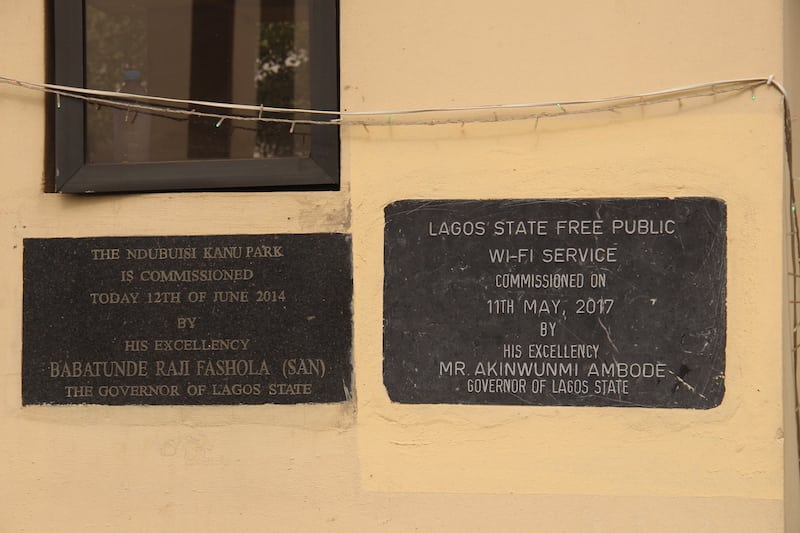 THE NDUBUISI KANU PARK
IS COMMISSIONED
TODAY 12TH OF JUNE 2014
BY
HIS EXCELLENCY
BABATUNDE RAJI FASHOLA (SAN)
THE GOVERNOR OF LAGOS STATE
LAGOS STATE FREE PUBLIC
WI-FI SERVICE
COMMISSIONED ON
11TH MAY, 2017
BY
HIS EXCELLENCY
MR. AKINWUNMI AMBODE
GOVERNOR OF LAGOS STATE